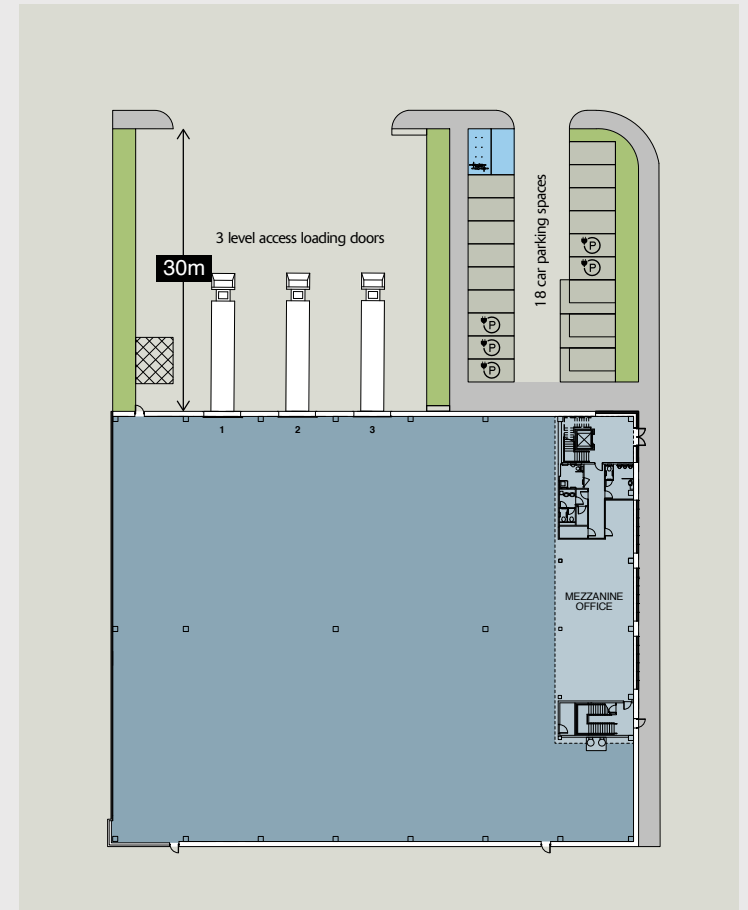 3 level access loading doors
30m
18 car parking spaces
P
P
P
P
P
1
2
3
MEZZANINE
OFFICE